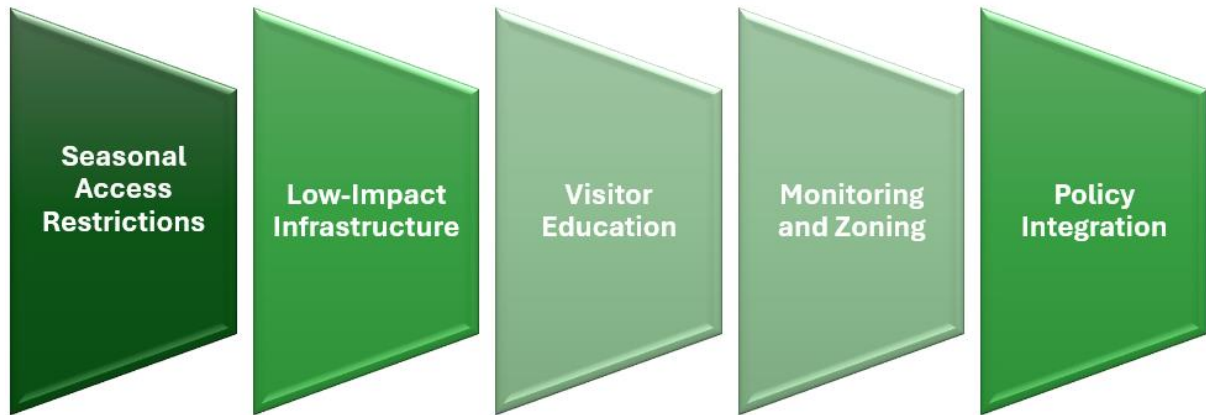 Seasonal
Access
Restrictions
Low-Impact
Infrastructure
Visitor
Education
Monitoring
and Zoning
Policy
Integration